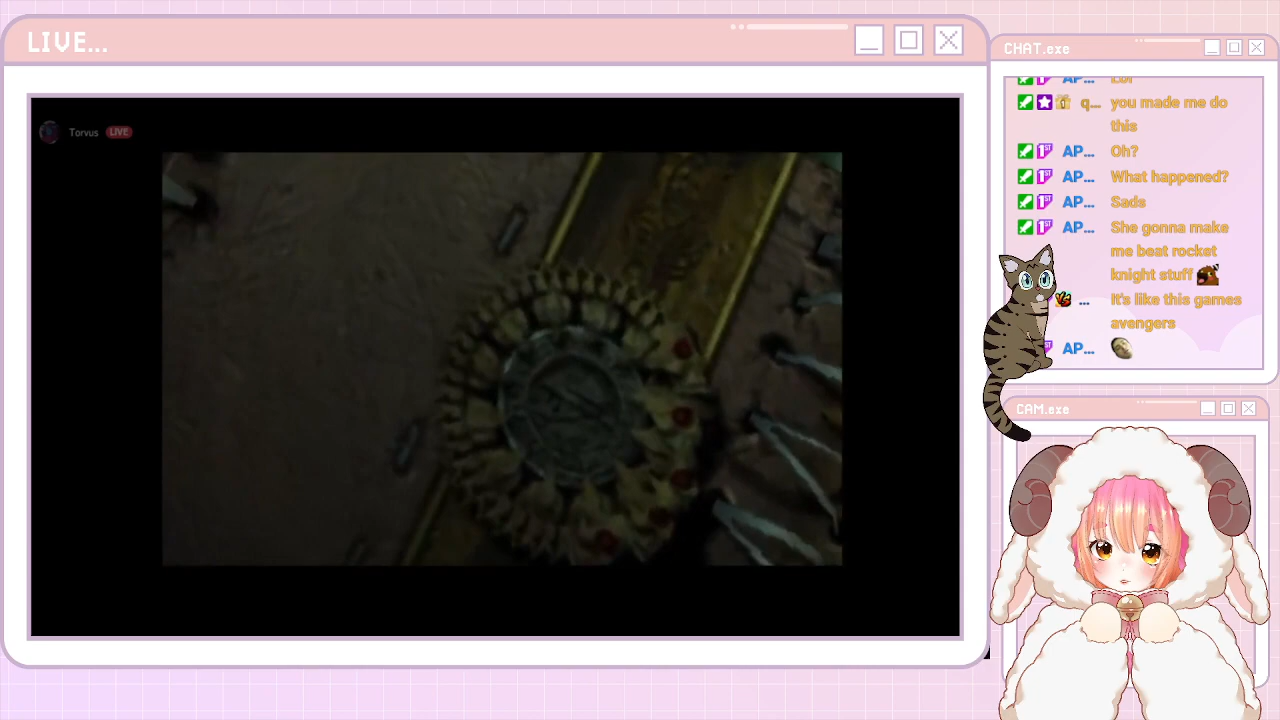 LIVE...
Torvus LIVE
CHAT.exe
AP... Lol
q... you made me do
this
AP... Oh?
AP... What happened?
AP... Sads
AP... She gonna make
me beat rocket
knight stuff
... It's like this games
avengers
AP...
CAM.exe